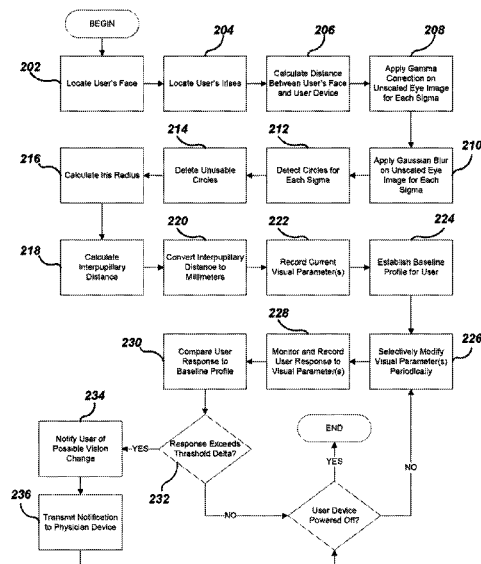 BEGIN
202
Locate User's Face
204
Locate User's Irises
206
Calculate Distance
Between User's Face
and User Device
208
Apply Gamma
Correction on
Unscaled Eye Image
for Each Sigma
210
Apply Gaussian Blur
on Unscaled Eye
Image for Each
Sigma
212
Detect Circles for
Each Sigma
214
Delete Unusable
Circles
216
Calculate Iris Radius
218
Calculate
Interpupillary
Distance
220
Convert Interpupillary
Distance to
Millimeters
222
Record Current
Visual Parameter(s)
224
Establish Baseline
Profile for User
226
Selectively Modify
Visual Parameter(s)
Periodically
228
Monitor and Record
User Response to
Visual Parameter(s)
230
Compare User
Response to
Baseline Profile
Response Exceeds
Threshold Delta?
232
YES
234
Notify User of
Possible Vision
Change
236
Transmit Notification
to Physician Device
NO
User Device
Powered Off?
YES
END
NO